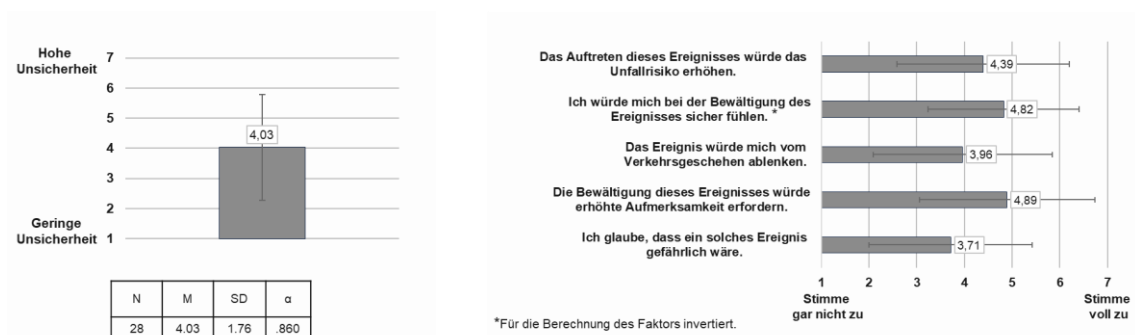 Hohe
Unsicherheit
7
6
5
4,03
4
3
2
Geringe
Unsicherheit
1
N M SD α
28 4.03 1.76 .860
Das Auftreten dieses Ereignisses würde das
Unfallrisiko erhöhen.
4,39
Ich würde mich bei der Bewältigung des
Ereignisses sicher fühlen. *
4,82
Das Ereignis würde mich vom
Verkehrsgeschehen ablenken.
3,96
Die Bewältigung dieses Ereignisses würde
erhöhte Aufmerksamkeit erfordern.
4,89
Ich glaube, dass ein solches Ereignis
gefährlich wäre.
3,71
1 2 3 4 5 6 7
Stimme
gar nicht zu
Stimme
voll zu
*Für die Berechnung des Faktors invertiert.